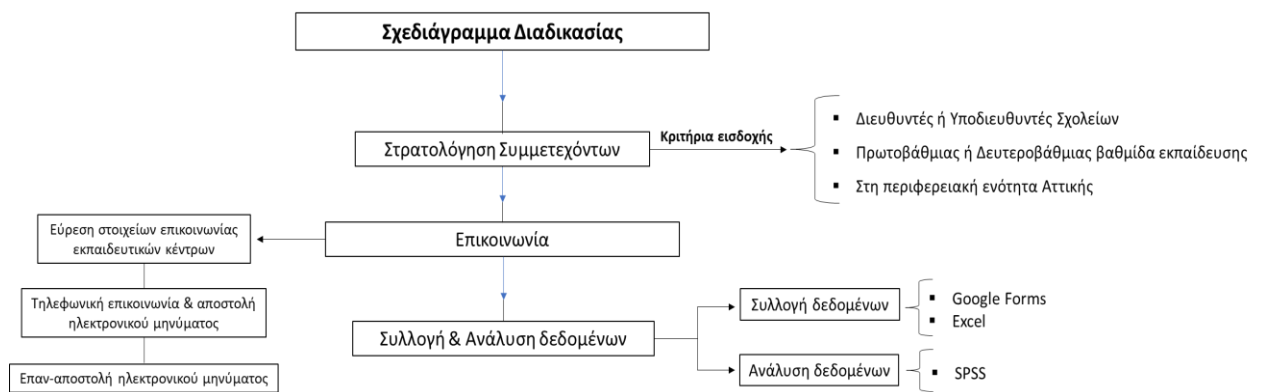 Σχεδιάγραμμα Διαδικασίας
Στρατολόγηση Συμμετεχόντων
Κριτήρια εισδοχής
▪ Διευθυντές ή Υποδιευθυντές Σχολείων
▪ Πρωτοβάθμιας ή Δευτεροβάθμιας βαθμίδα εκπαίδευσης
▪ Στη περιφερειακή ενότητα Αττικής
Επικοινωνία
Εύρεση στοιχείων επικοινωνίας
εκπαιδευτικών κέντρων
Τηλεφωνική επικοινωνία & αποστολή
ηλεκτρονικού μηνύματος
Επαν-αποστολή ηλεκτρονικού μηνύματος
Συλλογή & Ανάλυση δεδομένων
Συλλογή δεδομένων
▪ Google Forms
▪ Excel
Ανάλυση δεδομένων
▪ SPSS